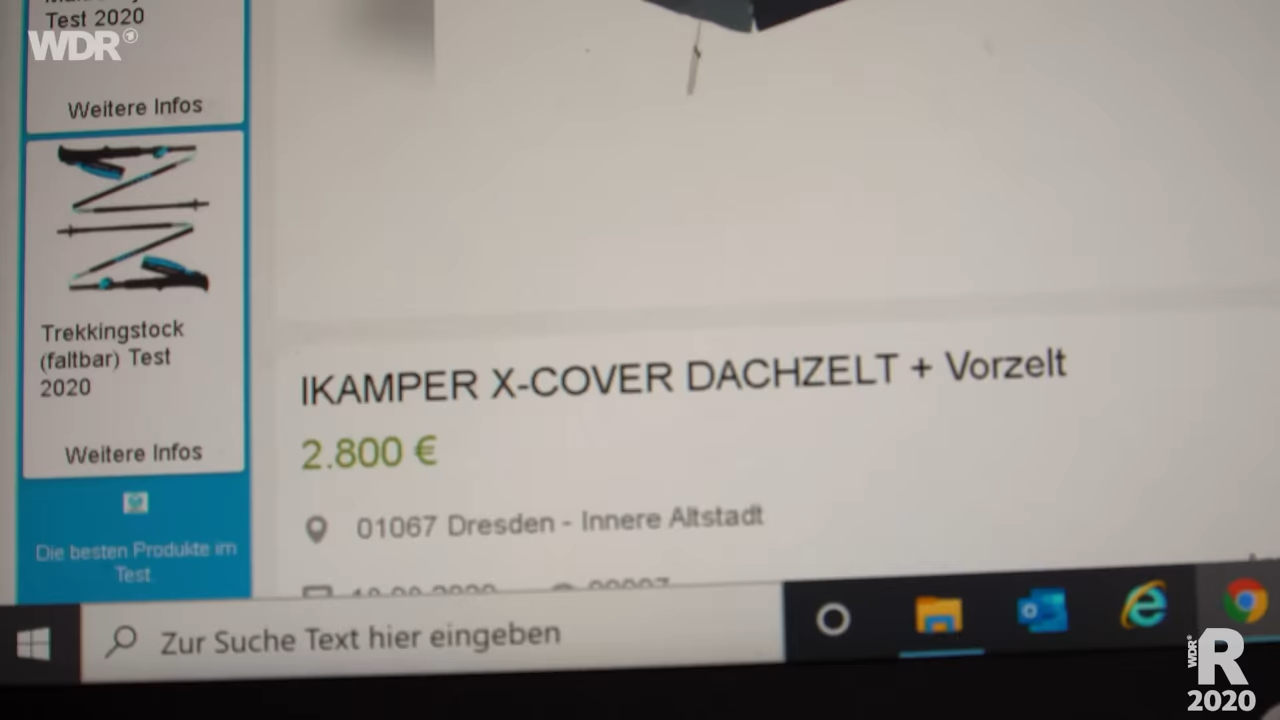 Test 2020
WDR
Weitere Infos
Trekkingstock
(faltbar) Test
2020
Weitere Infos
Die besten Produkte im
Test
IKAMPER X-COVER DACHZELT + Vorzelt
2.800 €
01067 Dresden - Innere Altstadt
Zur Suche Text hier eingeben
WDR R
2020